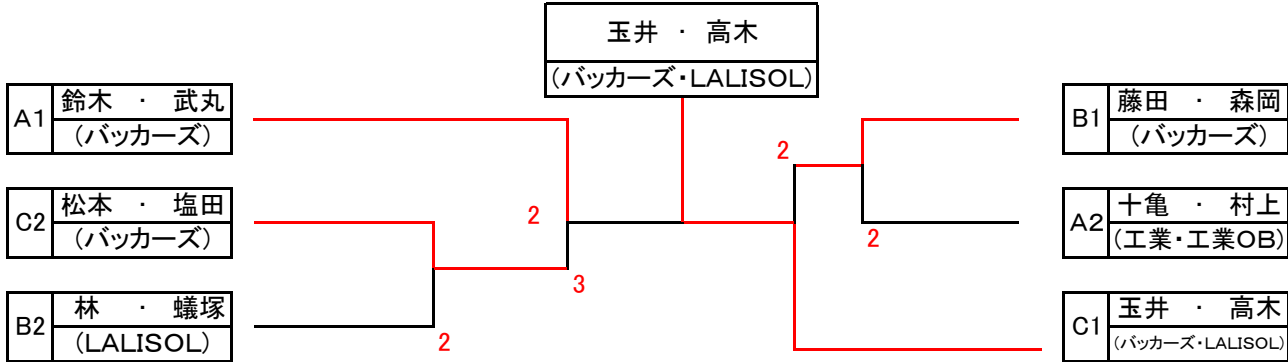 玉井 ・ 高木
(バッカーズ・LALISOL)
A1 鈴木 ・ 武丸
(バッカーズ)
C2 松本 ・ 塩田
(バッカーズ)
B2 林 ・ 蟻塚
(LALISOL)
2
3
2
2
2
B1 藤田 ・ 森岡
(バッカーズ)
A2 十亀 ・ 村上
(工業・工業OB)
C1 玉井 ・ 高木
(バッカーズ・LALISOL)